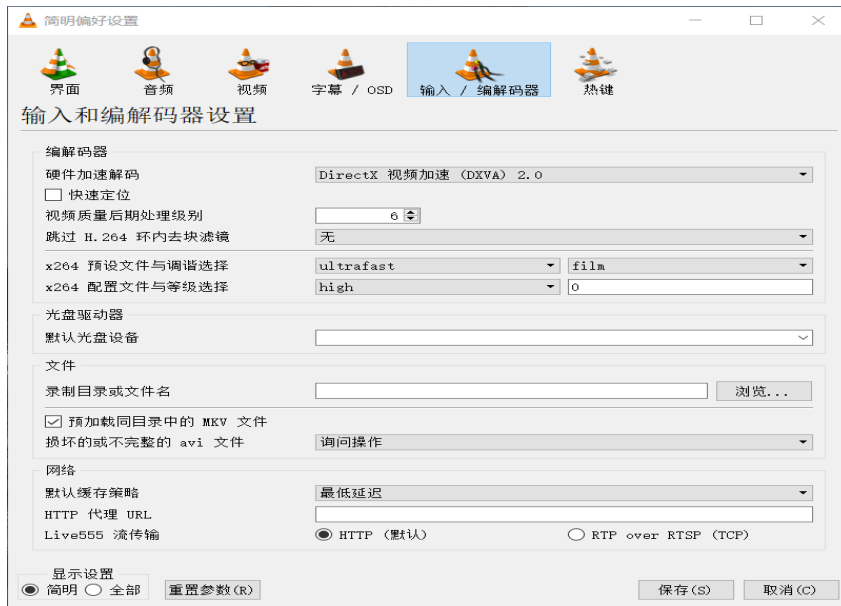 简明偏好设置
界面 音频 视频 字幕 / OSD 输入 / 编解码器 热键
输入和编解码器设置
编解码器
硬件加速解码 DirectX 视频加速 (DXVA) 2.0
快速定位
视频质量后期处理级别 6
跳过 H.264 环内去块滤镜 无
x264 预设文件与调谐选择 ultrafast film
x264 配置文件与等级选择 high 0
光盘驱动器
默认光盘设备
文件
录制目录或文件名 浏览...
预加载同目录中的 MKV 文件
损坏的或不完整的 avi 文件 询问操作
网络
默认缓存策略 最低延迟
HTTP 代理 URL
Live555 流传输 HTTP (默认) RTP over RTSP (TCP)
显示设置
简明 全部 重置参数(R) 保存(S) 取消(C)